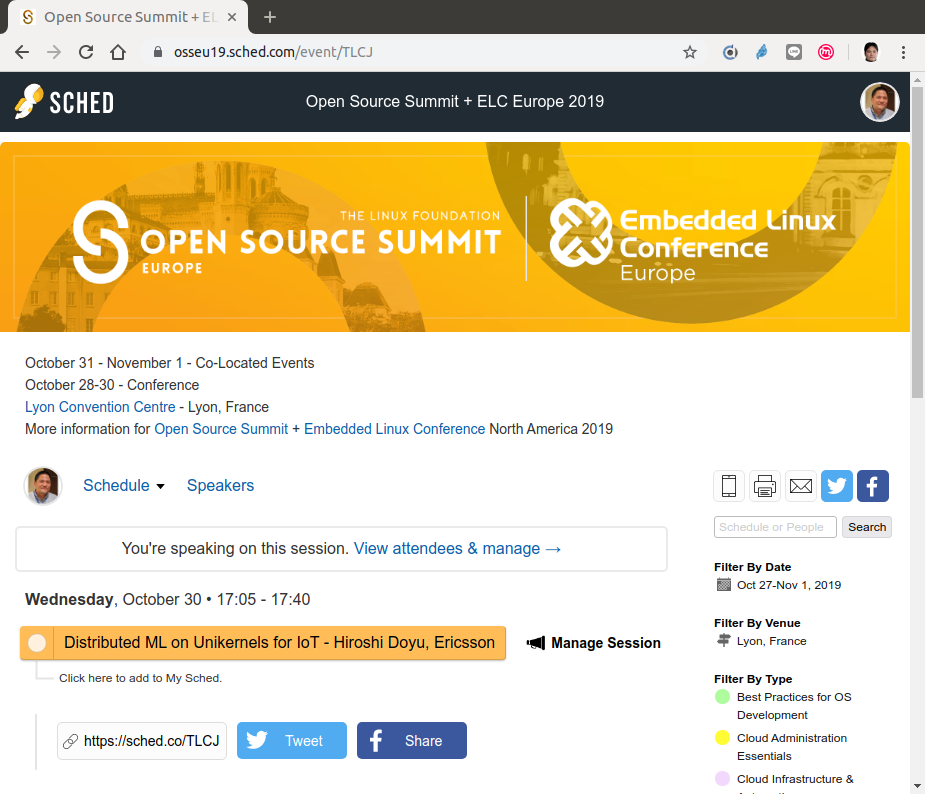 Open Source Summit + EL
osseu19.sched.com/event/TLCJ
SCHED
Open Source Summit + ELC Europe 2019
THE LINUX FOUNDATION
OPEN SOURCE SUMMIT
EUROPE
Embedded Linux
Conference
Europe
October 31 - November 1 - Co-Located Events
October 28-30 - Conference
Lyon Convention Centre - Lyon, France
More information for Open Source Summit + Embedded Linux Conference North America 2019
Schedule
Speakers
Schedule or People
Search
You're speaking on this session. View attendees & manage →
Wednesday, October 30 • 17:05 - 17:40
Distributed ML on Unikernels for IoT - Hiroshi Doyu, Ericsson
Manage Session
Click here to add to My Sched.
https://sched.co/TLCJ
Tweet
Share
Filter By Date
Oct 27-Nov 1, 2019
Filter By Venue
Lyon, France
Filter By Type
Best Practices for OS
Development
Cloud Administration
Essentials
Cloud Infrastructure &